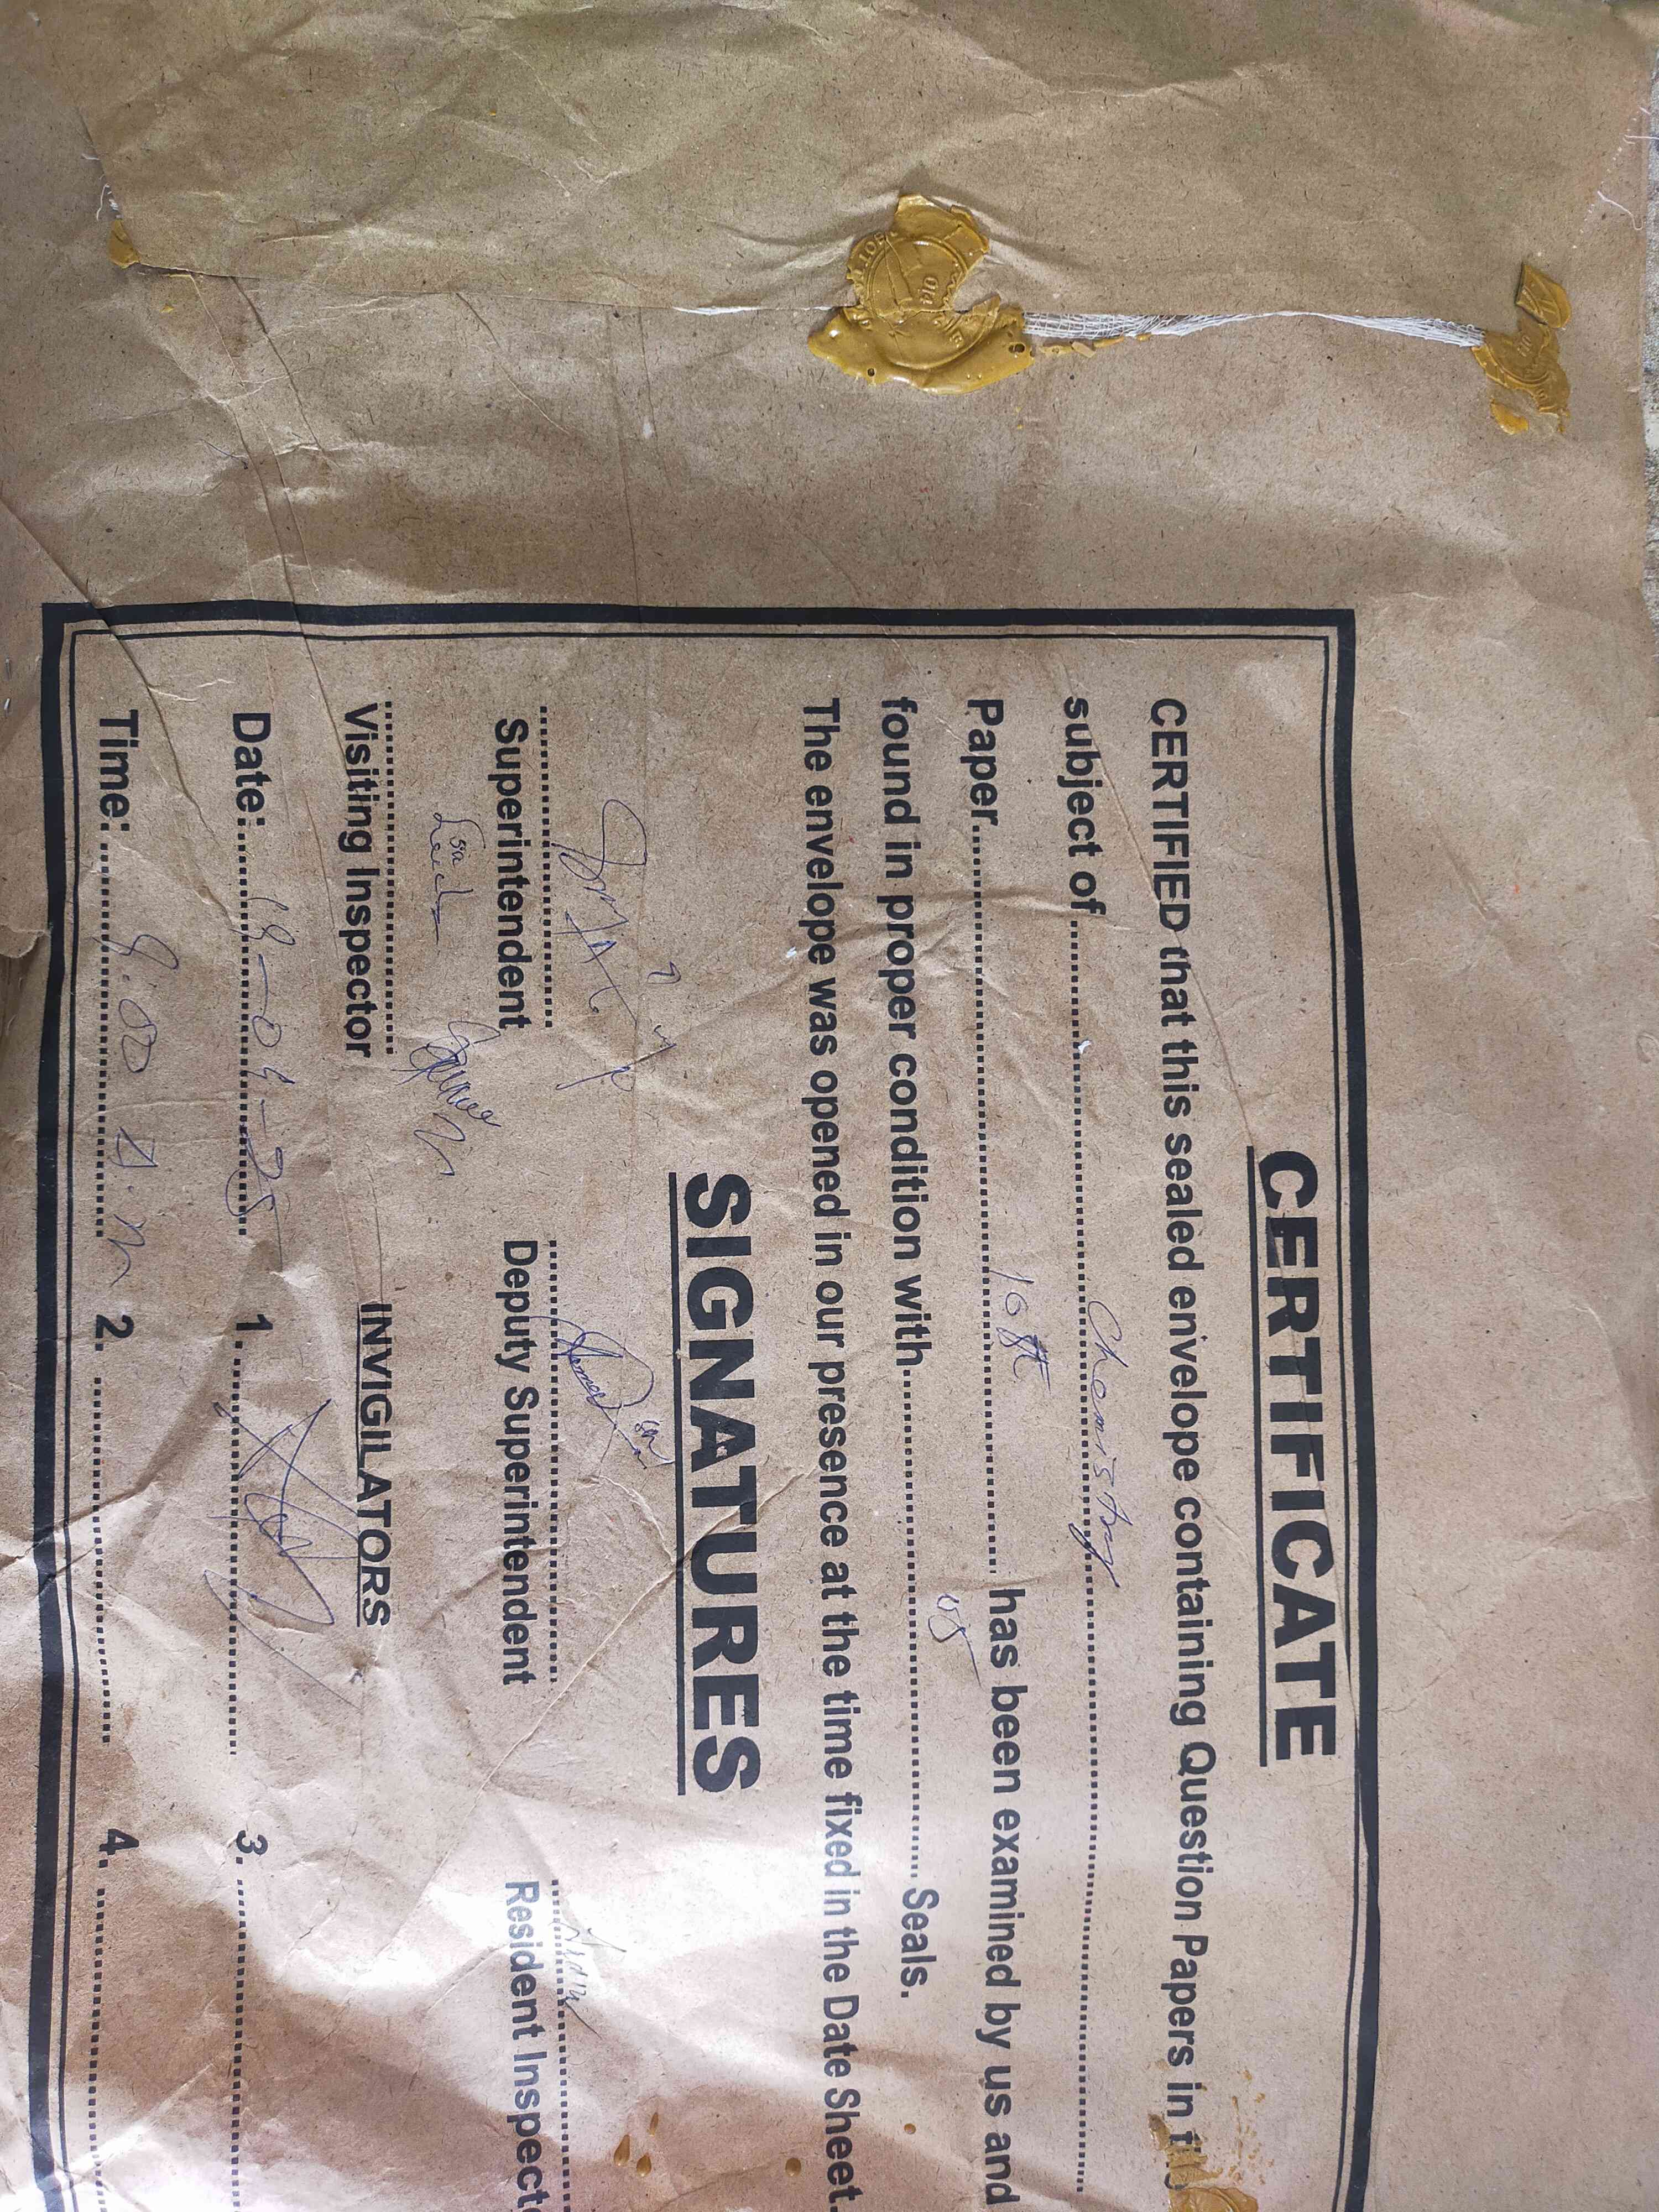 CERTIFICATE
CERTIFIED that this sealed envelope containing Question Papers in the
subject of Chemistry
Paper 10th has been examined by us and
found in proper condition with 05 Seals.
The envelope was opened in our presence at the time fixed in the Date Sheet.
SIGNATURES
Superintendent Deputy Superintendent Resident Inspect
Visiting Inspector INVIGILATORS
Date: 19-04-25 1. 3.
Time: 9:00 A.m 2. 4.